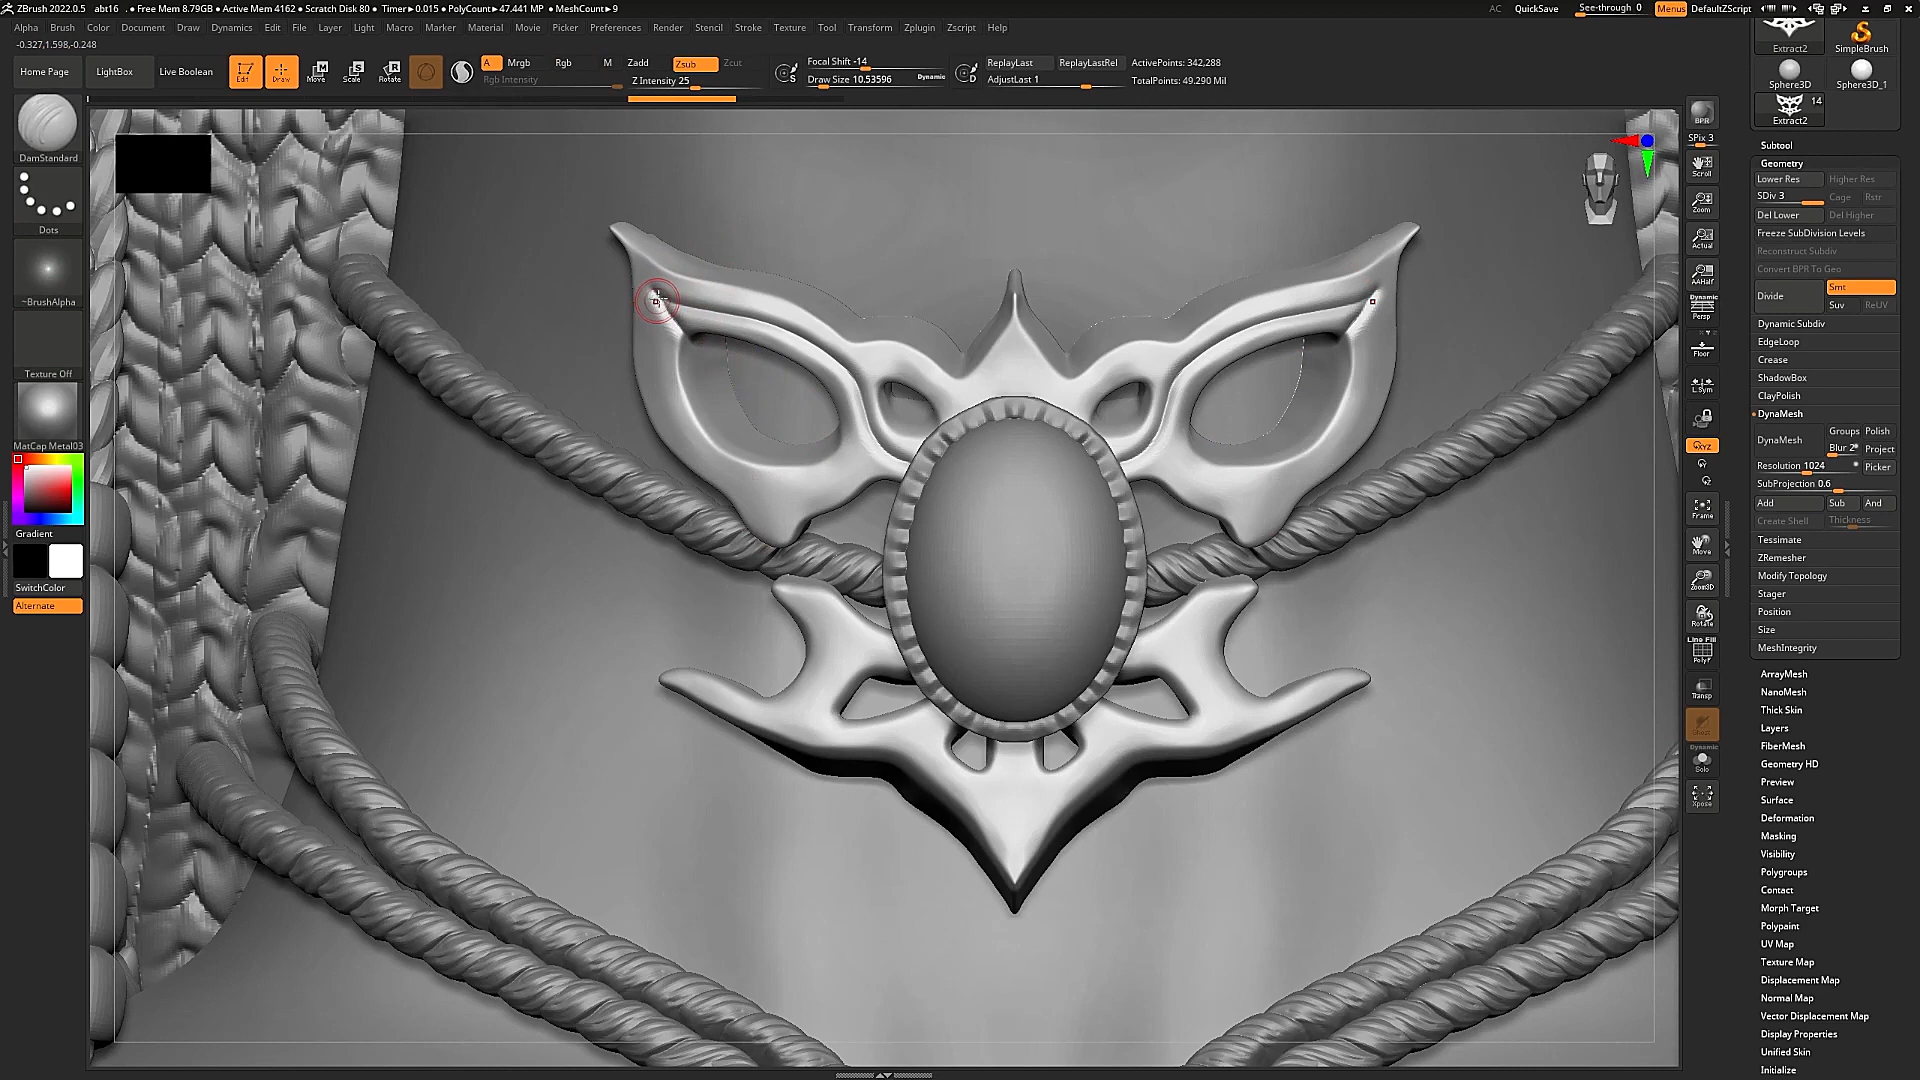 ZBrush 2022.0.5 abt16 . ● Free Mem 8.79GB ● Active Mem 4162 ● Scratch Disk 80 ● Timer▸0.015 ● PolyCount▸47.441 MP ● MeshCount▸9
AC QuickSave See-through 0 Menus DefaultZScript
Alpha Brush Color Document Draw Dynamics Edit File Layer Light Macro Marker Material Movie Picker Preferences Render Stencil Stroke Texture Tool Transform Zplugin Zscript Help
-0.327,1.598,-0.248
Home Page LightBox Live Boolean
Edit Draw Move Scale Rotate
A Mrgb Rgb M Zadd Zsub Zcut
Rgb Intensity Z Intensity 25
Focal Shift -14
Draw Size 10.53596 Dynamic
ReplayLast ReplayLastRel
AdjustLast 1
ActivePoints: 342,288
TotalPoints: 49.290 Mil
DamStandard
Dots
~BrushAlpha
Texture Off
MatCap Metal03
Gradient
SwitchColor
Alternate
BPR
SPix 3
Scroll
Zoom
Actual
AAHalf
Dynamic
Persp
Floor
L.Sym
XYZ
Frame
Move
Zoom3D
Rotate
Line Fill
PolyF
Transp
Ghost
Dynamic
Solo
Xpose
Extract2 SimpleBrush
Sphere3D Sphere3D_1
14
Extract2
Subtool
Geometry
Lower Res Higher Res
SDiv 3 Cage Rstr
Del Lower Del Higher
Freeze SubDivision Levels
Reconstruct Subdiv
Convert BPR To Geo
Divide Smt
Suv ReUV
Dynamic Subdiv
EdgeLoop
Crease
ShadowBox
ClayPolish
DynaMesh
DynaMesh Groups Polish
Blur 2 Project
Resolution 1024 Picker
SubProjection 0.6
Add Sub And
Create Shell Thickness
Tessimate
ZRemesher
Modify Topology
Stager
Position
Size
MeshIntegrity
ArrayMesh
NanoMesh
Thick Skin
Layers
FiberMesh
Geometry HD
Preview
Surface
Deformation
Masking
Visibility
Polygroups
Contact
Morph Target
Polypaint
UV Map
Texture Map
Displacement Map
Normal Map
Vector Displacement Map
Display Properties
Unified Skin
Initialize